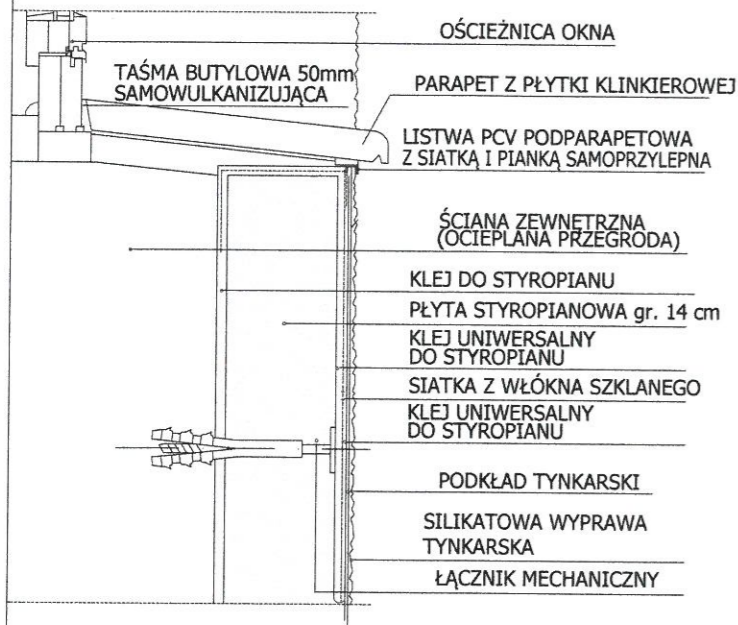 OŚCIEŻNICA OKNA
TAŚMA BUTYLOWA 50mm
SAMOWULKANIZUJĄCA
PARAPET Z PŁYTKI KLINKIEROWEJ
LISTWA PCV PODPARAPETOWA
Z SIATKĄ I PIANKĄ SAMOPRZYLEPNA
ŚCIANA ZEWNĘTRZNA
(OCIEPLANA PRZEGRODA)
KLEJ DO STYROPIANU
PŁYTA STYROPIANOWA gr. 14 cm
KLEJ UNIWERSALNY
DO STYROPIANU
SIATKA Z WŁÓKNA SZKLANEGO
KLEJ UNIWERSALNY
DO STYROPIANU
PODKŁAD TYNKARSKI
SILIKATOWA WYPRAWA
TYNKARSKA
ŁĄCZNIK MECHANICZNY